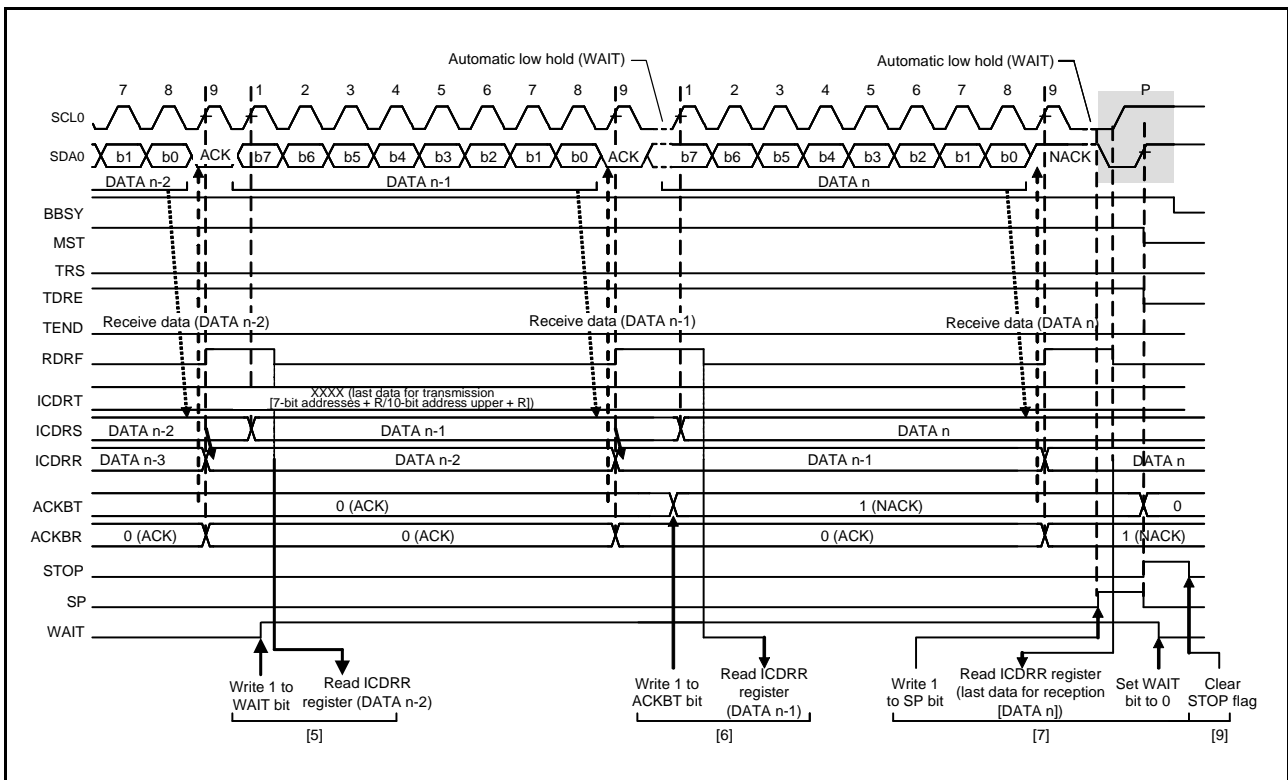 Automatic low hold (WAIT)
Automatic low hold (WAIT)
7 8 9 1 2 3 4 5 6 7 8 9 1 2 3 4 5 6 7 8 9 P
SCL0
SDA0 b1 b0 ACK b7 b6 b5 b4 b3 b2 b1 b0 ACK b7 b6 b5 b4 b3 b2 b1 b0 NACK
DATA n-2 DATA n-1 DATA n
BBSY
MST
TRS
TDRE
TEND
Receive data (DATA n-2) Receive data (DATA n-1) Receive data (DATA n)
RDRF
ICDRT XXXX (last data for transmission
[7-bit addresses + R/10-bit address upper + R])
ICDRS DATA n-2 DATA n-1 DATA n
ICDRR DATA n-3 DATA n-2 DATA n-1 DATA n
ACKBT 0 (ACK) 1 (NACK) 0
ACKBR 0 (ACK) 0 (ACK) 0 (ACK) 1 (NACK)
STOP
SP
WAIT
Write 1 to
WAIT bit
Read ICDRR
register (DATA n-2)
[5]
Write 1 to
ACKBT bit
Read ICDRR
register
(DATA n-1)
[6]
Write 1
to SP bit
Read ICDRR register
(last data for reception
[DATA n])
Set WAIT
bit to 0
[7]
Clear
STOP flag
[9]